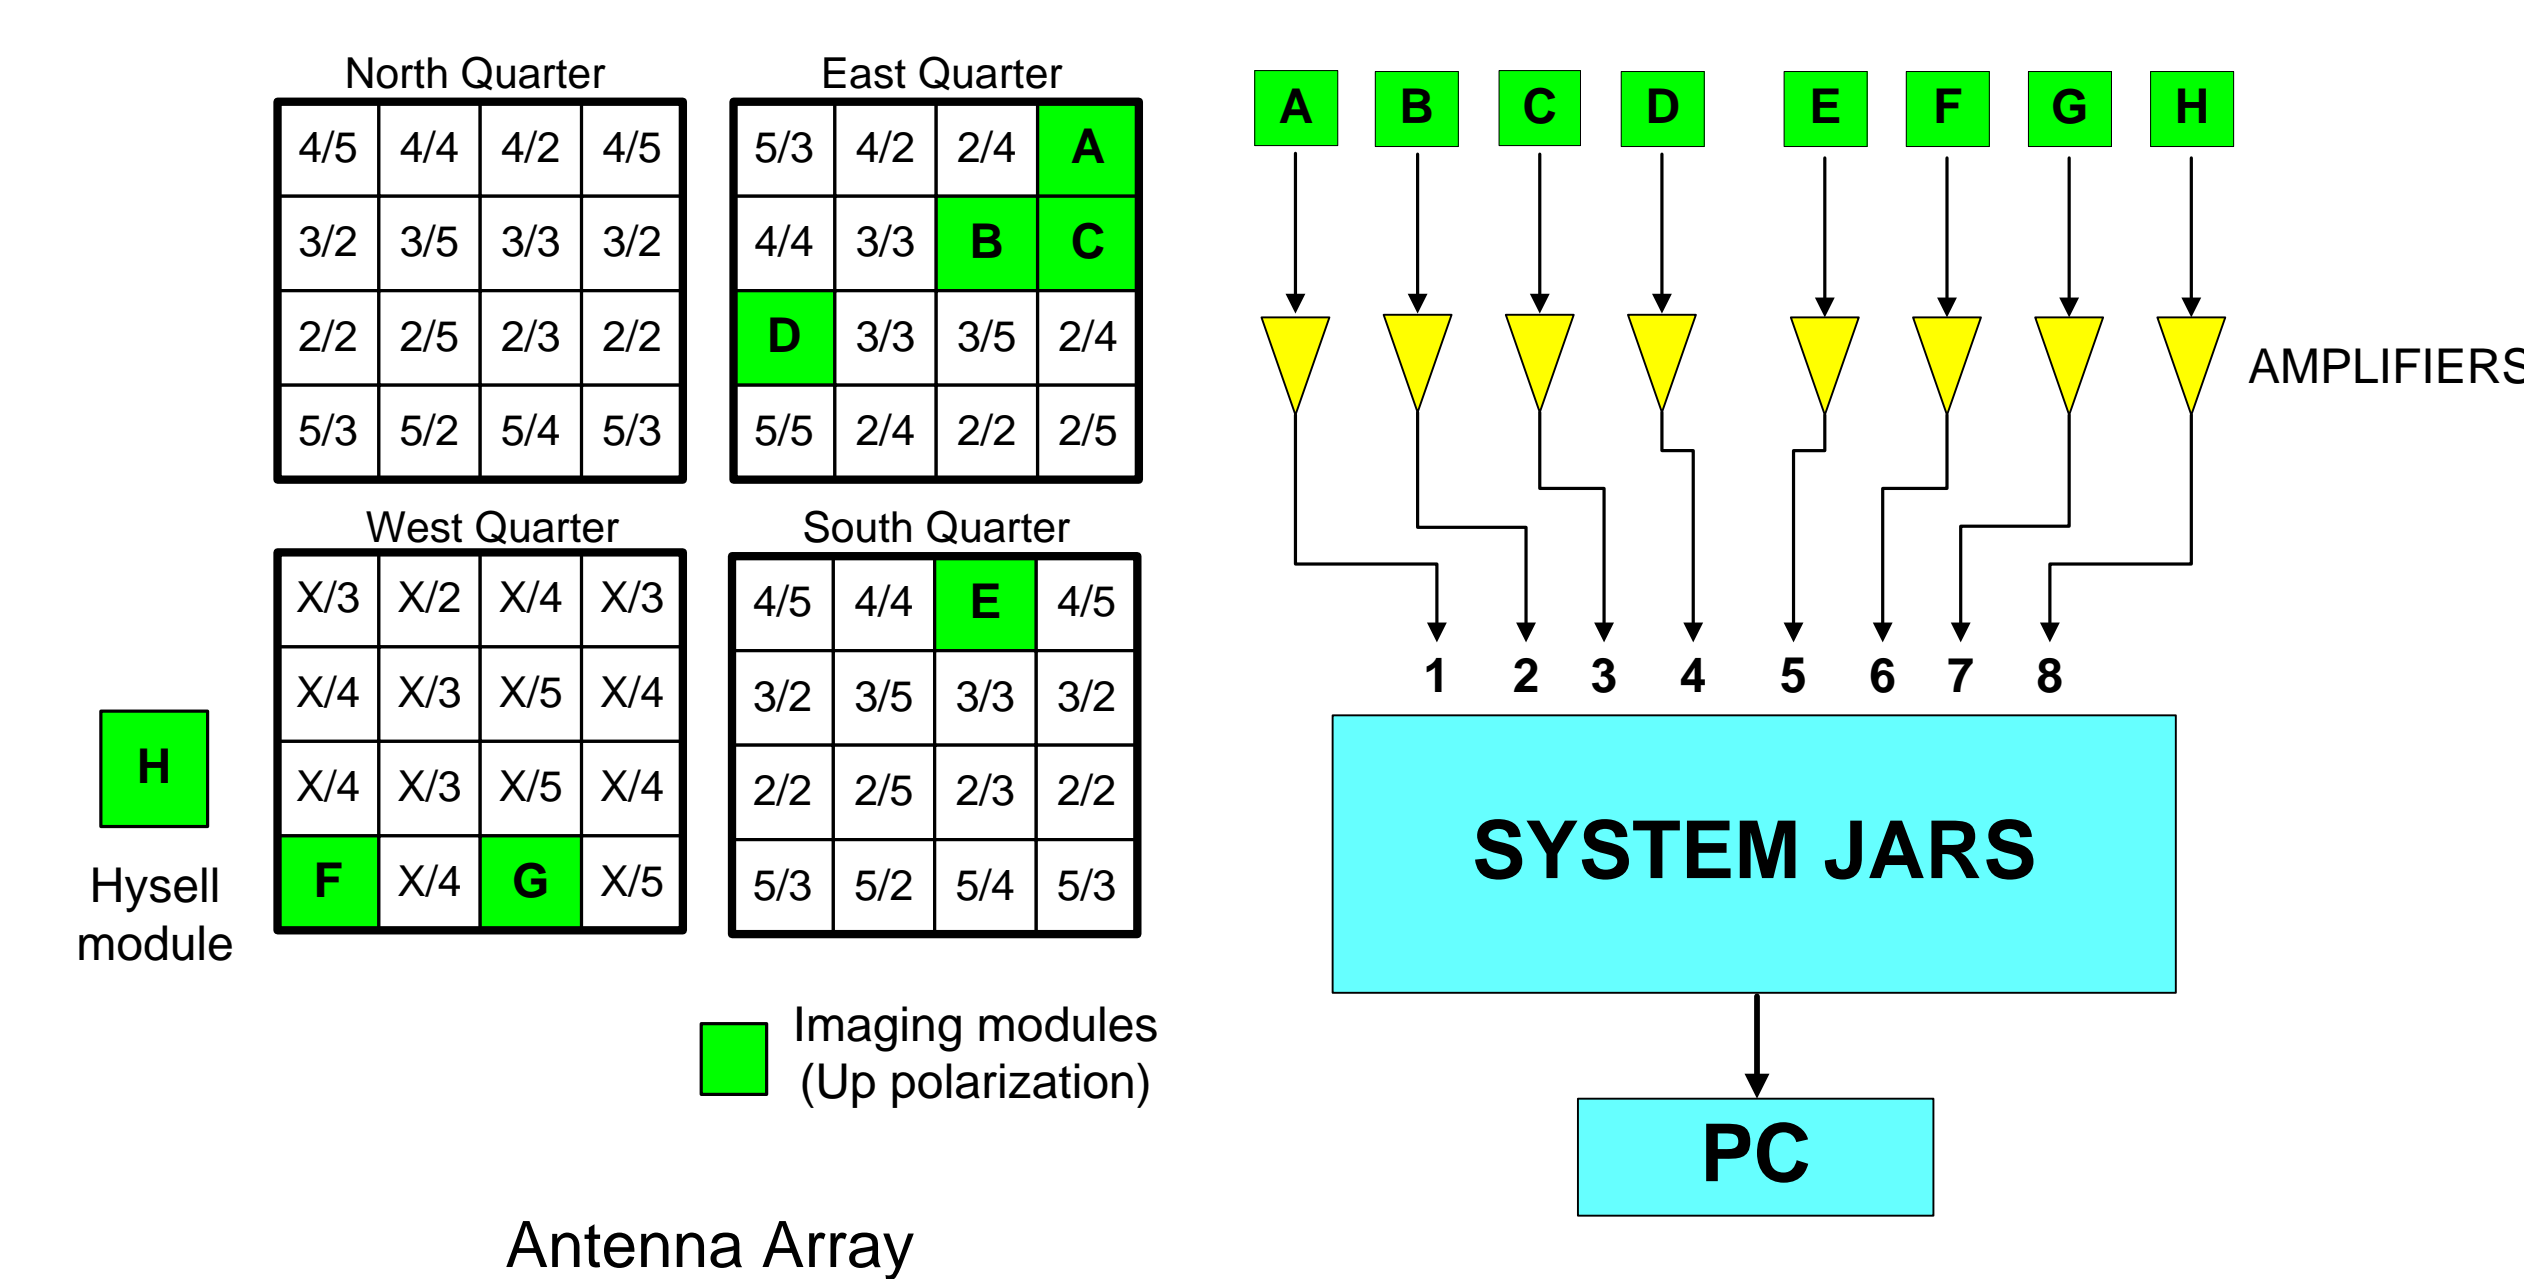 North Quarter
4/5 4/4 4/2 4/5
3/2 3/5 3/3 3/2
2/2 2/5 2/3 2/2
5/3 5/2 5/4 5/3
East Quarter
5/3 4/2 2/4 A
4/4 3/3 B C
D 3/3 3/5 2/4
5/5 2/4 2/2 2/5
West Quarter
X/3 X/2 X/4 X/3
X/4 X/3 X/5 X/4
X/4 X/3 X/5 X/4
F X/4 G X/5
South Quarter
4/5 4/4 E 4/5
3/2 3/5 3/3 3/2
2/2 2/5 2/3 2/2
5/3 5/2 5/4 5/3
H
Hysell
module
Imaging modules
(Up polarization)
Antenna Array
A B C D E F G H
AMPLIFIERS
1 2 3 4 5 6 7 8
SYSTEM JARS
PC